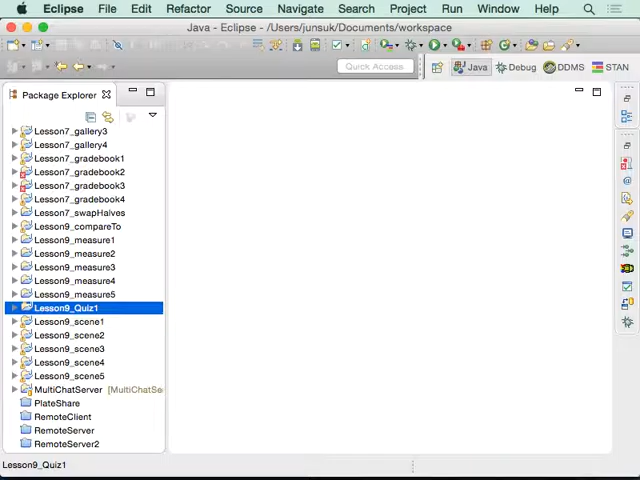 Eclipse File Edit Refactor Source Navigate Search Project Run Window Help
Java - Eclipse - /Users/junsuk/Documents/workspace
Quick Access Java Debug DDMS STAN
Package Explorer
Lesson7_gallery3
Lesson7_gallery4
Lesson7_gradebook1
Lesson7_gradebook2
Lesson7_gradebook3
Lesson7_gradebook4
Lesson7_swapHalves
Lesson9_compareTo
Lesson9_measure1
Lesson9_measure2
Lesson9_measure3
Lesson9_measure4
Lesson9_measure5
Lesson9_Quiz1
Lesson9_scene1
Lesson9_scene2
Lesson9_scene3
Lesson9_scene4
Lesson9_scene5
MultiChatServer [MultiChatSe
PlateShare
RemoteClient
RemoteServer
RemoteServer2
Lesson9_Quiz1